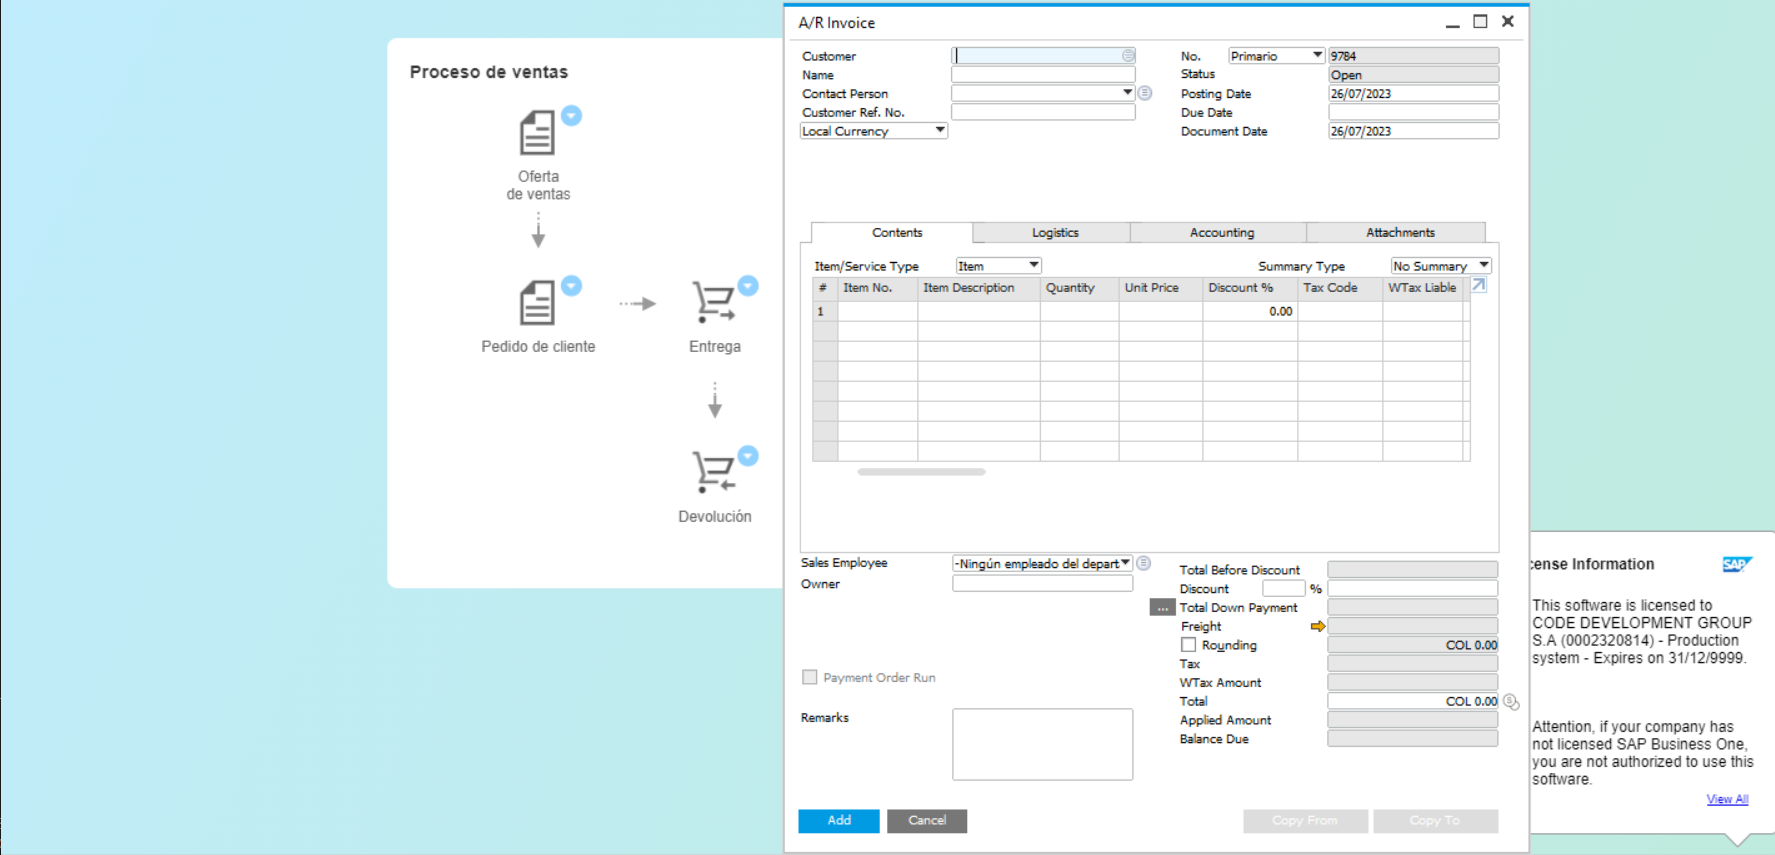 Proceso de ventas
Oferta
de ventas
Pedido de cliente
Entrega
Devolución
A/R Invoice
Customer
Name
Contact Person
Customer Ref. No.
Local Currency
No. Primario 9784
Status Open
Posting Date 26/07/2023
Due Date
Document Date 26/07/2023
Contents Logistics Accounting Attachments
Item/Service Type Item Summary Type No Summary
# Item No. Item Description Quantity Unit Price Discount % Tax Code WTax Liable
1 0.00
Sales Employee -Ningún empleado del depart
Owner
Payment Order Run
Remarks
Total Before Discount
Discount %
... Total Down Payment
Freight
Rounding COL 0.00
Tax
WTax Amount
Total COL 0.00
Applied Amount
Balance Due
Add Cancel Copy From Copy To
cense Information SAP
This software is licensed to
CODE DEVELOPMENT GROUP
S.A (0002320814) - Production
system - Expires on 31/12/9999.
Attention, if your company has
not licensed SAP Business One,
you are not authorized to use this
software.
View All